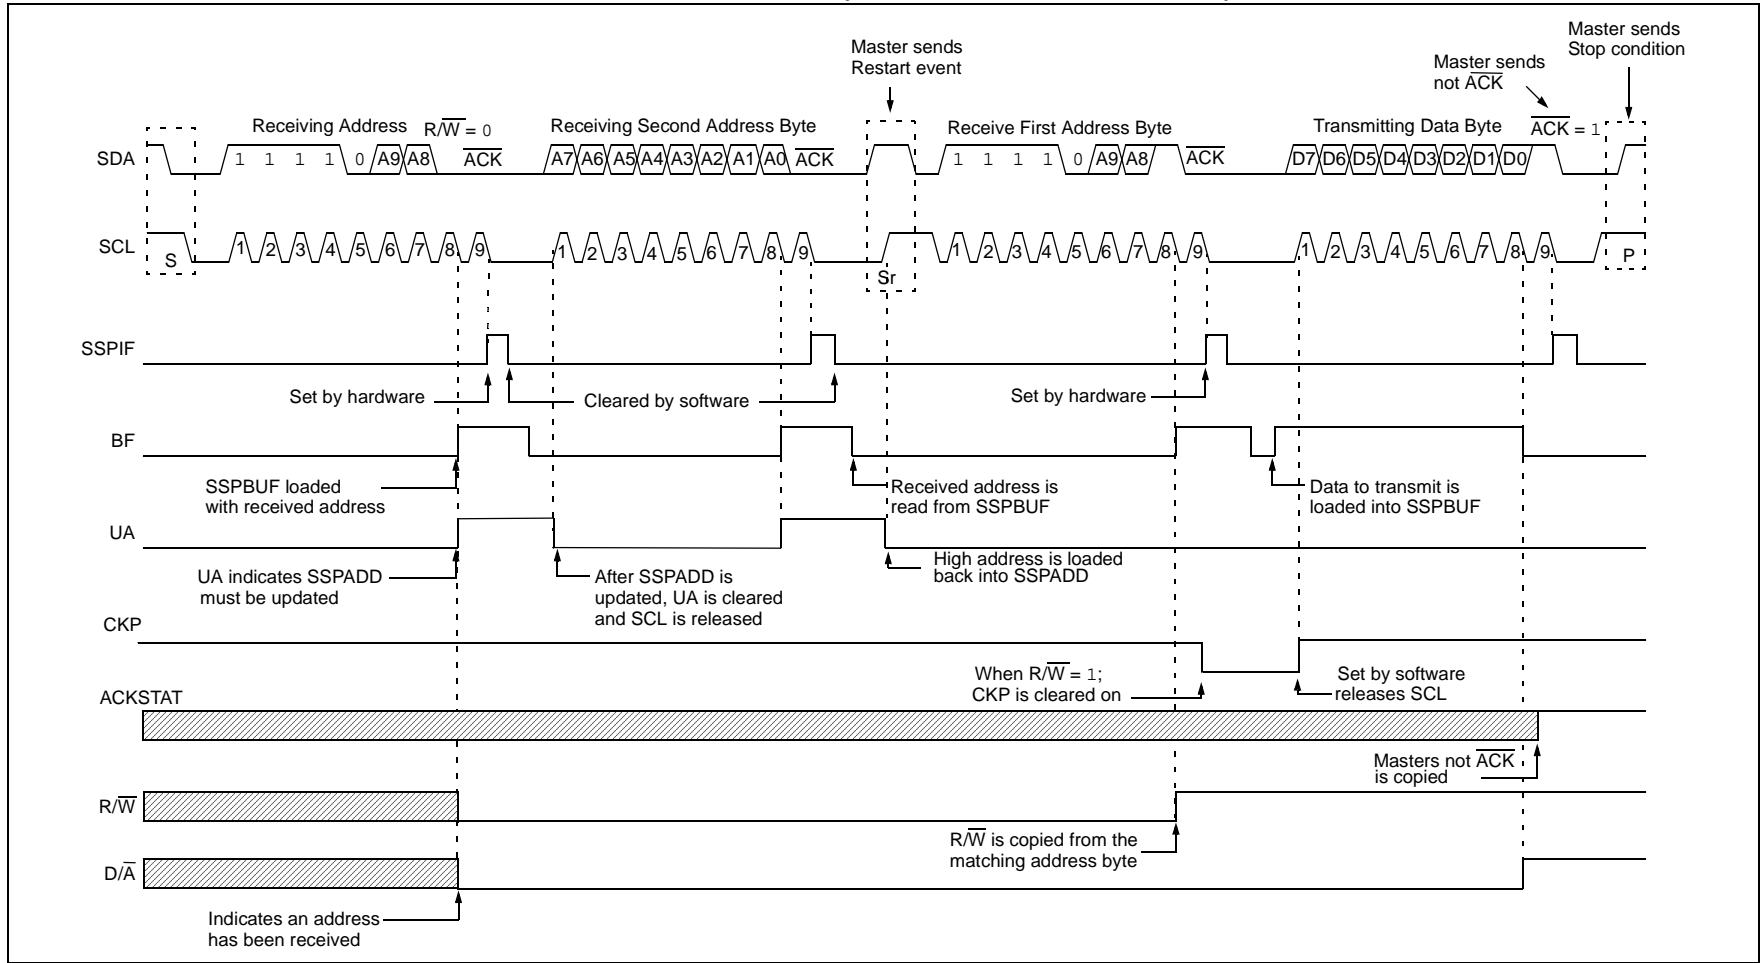 Master sends
Stop condition
Master sends
Restart event
Master sends
not ACK
Receiving Address R/W = 0
Receiving Second Address Byte
Receive First Address Byte
Transmitting Data Byte
ACK = 1
SDA
1 1 1 1 0 A9 A8 ACK
A7 A6 A5 A4 A3 A2 A1 A0 ACK
1 1 1 1 0 A9 A8 ACK
D7 D6 D5 D4 D3 D2 D1 D0
SCL
S
1 2 3 4 5 6 7 8 9
1 2 3 4 5 6 7 8 9
Sr
1 2 3 4 5 6 7 8 9
1 2 3 4 5 6 7 8 9
P
SSPIF
Set by hardware
Cleared by software
Set by hardware
BF
SSPBUF loaded
with received address
Received address is
read from SSPBUF
Data to transmit is
loaded into SSPBUF
UA
UA indicates SSPADD
must be updated
After SSPADD is
updated, UA is cleared
and SCL is released
High address is loaded
back into SSPADD
CKP
When R/W = 1;
CKP is cleared on
Set by software
releases SCL
ACKSTAT
Masters not ACK
is copied
R/W
R/W is copied from the
matching address byte
D/A
Indicates an address
has been received